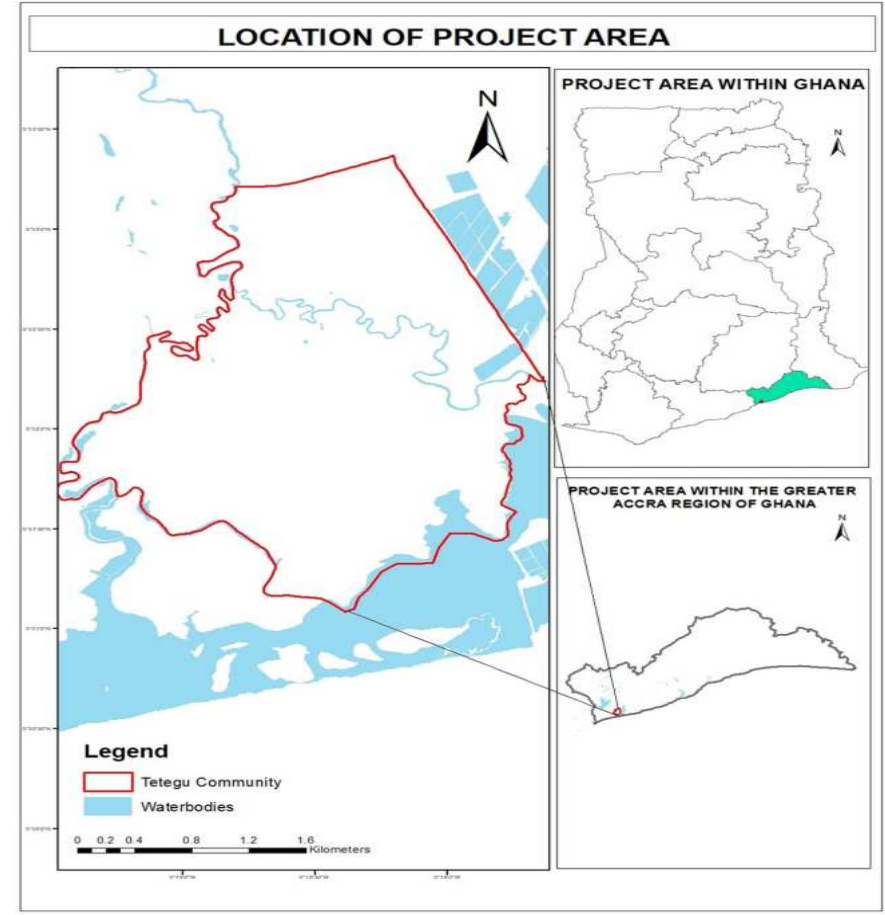 LOCATION OF PROJECT AREA
N
Legend
Tetegu Community
Waterbodies
0 0.2 0.4 0.8 1.2 1.6
Kilometers
PROJECT AREA WITHIN GHANA
N
PROJECT AREA WITHIN THE GREATER
ACCRA REGION OF GHANA
N